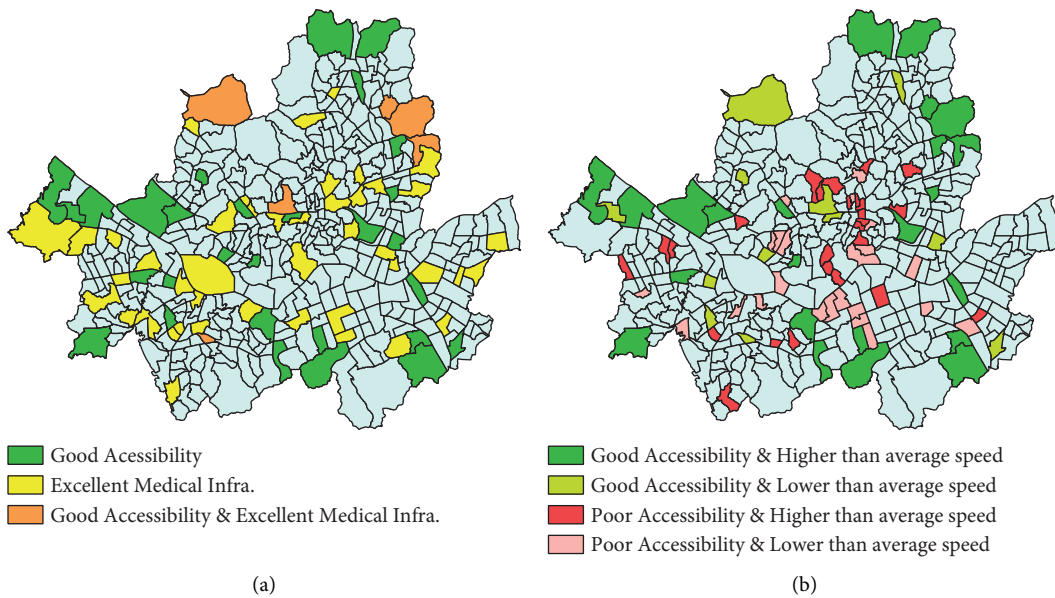 Good Acessibility
Excellent Medical Infra.
Good Accessibility & Excellent Medical Infra.
(a)
Good Accessibility & Higher than average speed
Good Accessibility & Lower than average speed
Poor Accessibility & Higher than average speed
Poor Accessibility & Lower than average speed
(b)